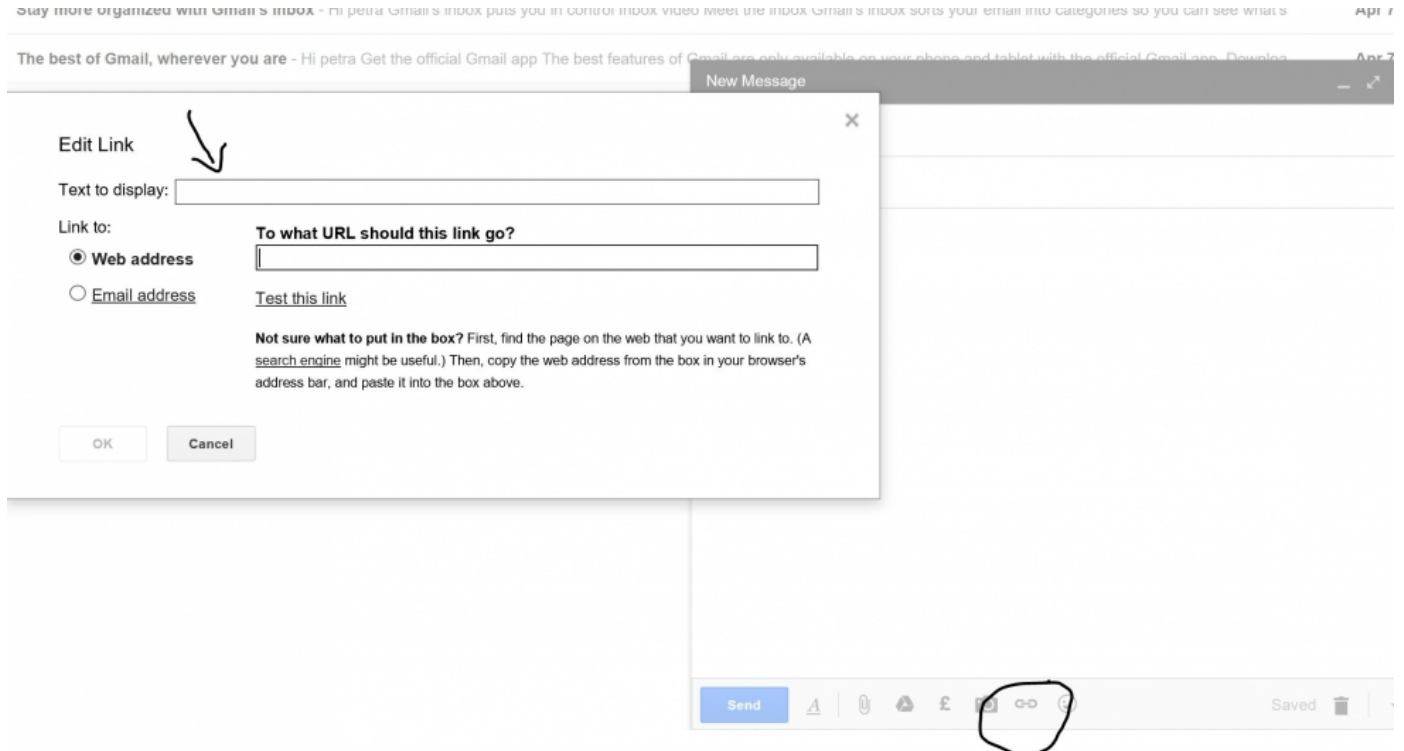 Stay more organized with Gmail's inbox - Hi petra Gmail's inbox puts you in control Inbox video Meet the inbox Gmail's inbox sorts your email into categories so you can see what's Apr 7
The best of Gmail, wherever you are - Hi petra Get the official Gmail app The best features of Gmail are only available on your phone and tablet with the official Gmail app. Downloa Apr 7
New Message
Edit Link
Text to display:
Link to:
To what URL should this link go?
Web address
Email address
Test this link
Not sure what to put in the box? First, find the page on the web that you want to link to. (A
search engine might be useful.) Then, copy the web address from the box in your browser's
address bar, and paste it into the box above.
OK Cancel
Send A £ Saved